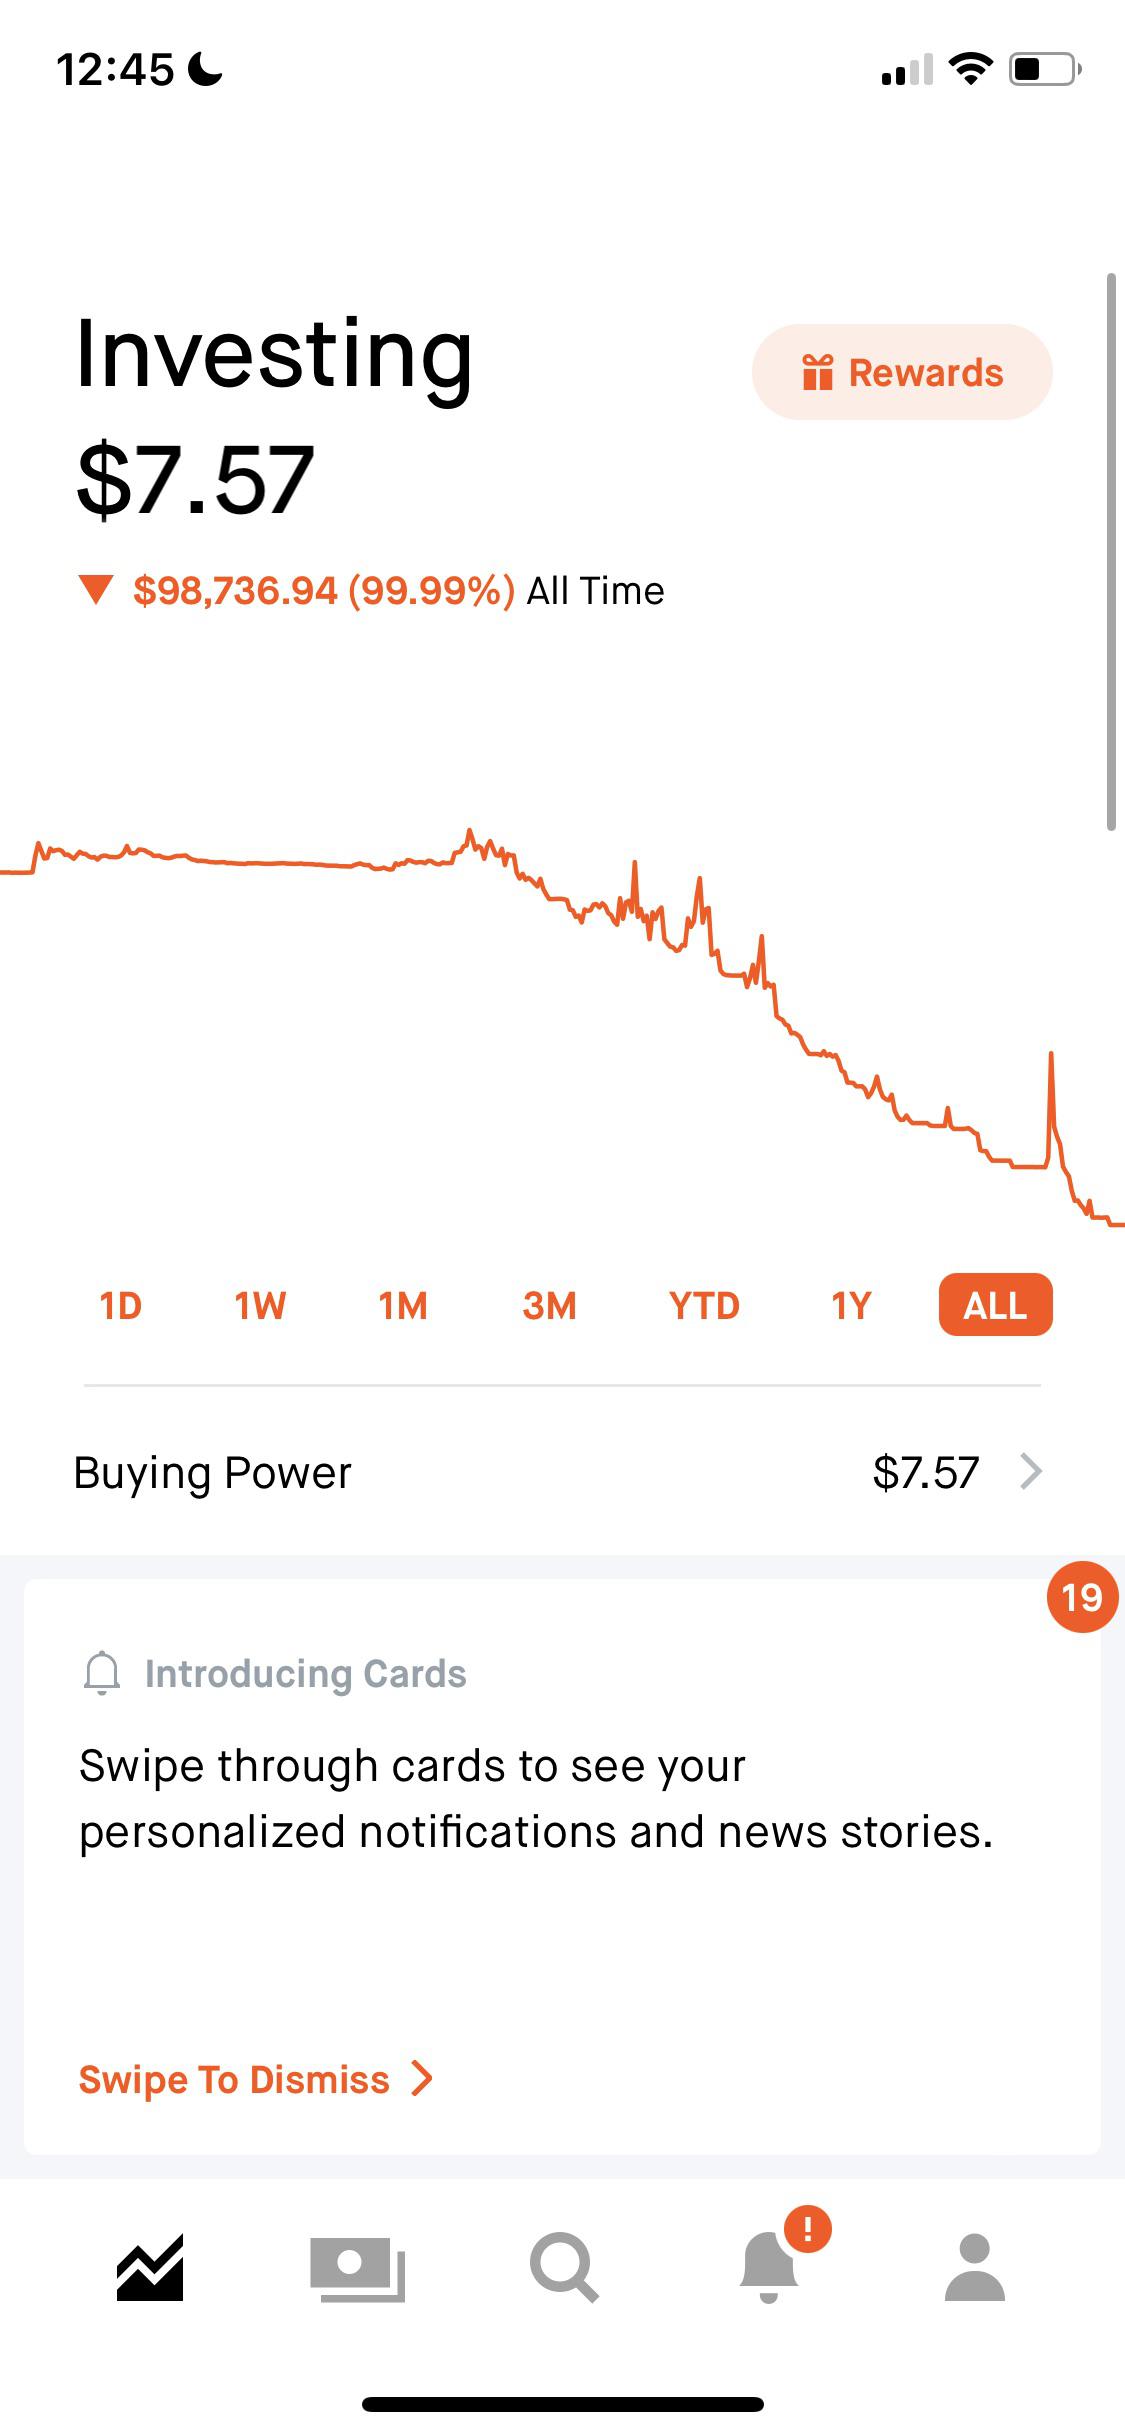 12:45
Investing
Rewards
$7.57
$98,736.94 (99.99%) All Time
1D 1W 1M 3M YTD 1Y ALL
Buying Power $7.57
19
Introducing Cards
Swipe through cards to see your
personalized notifications and news stories.
Swipe To Dismiss
!